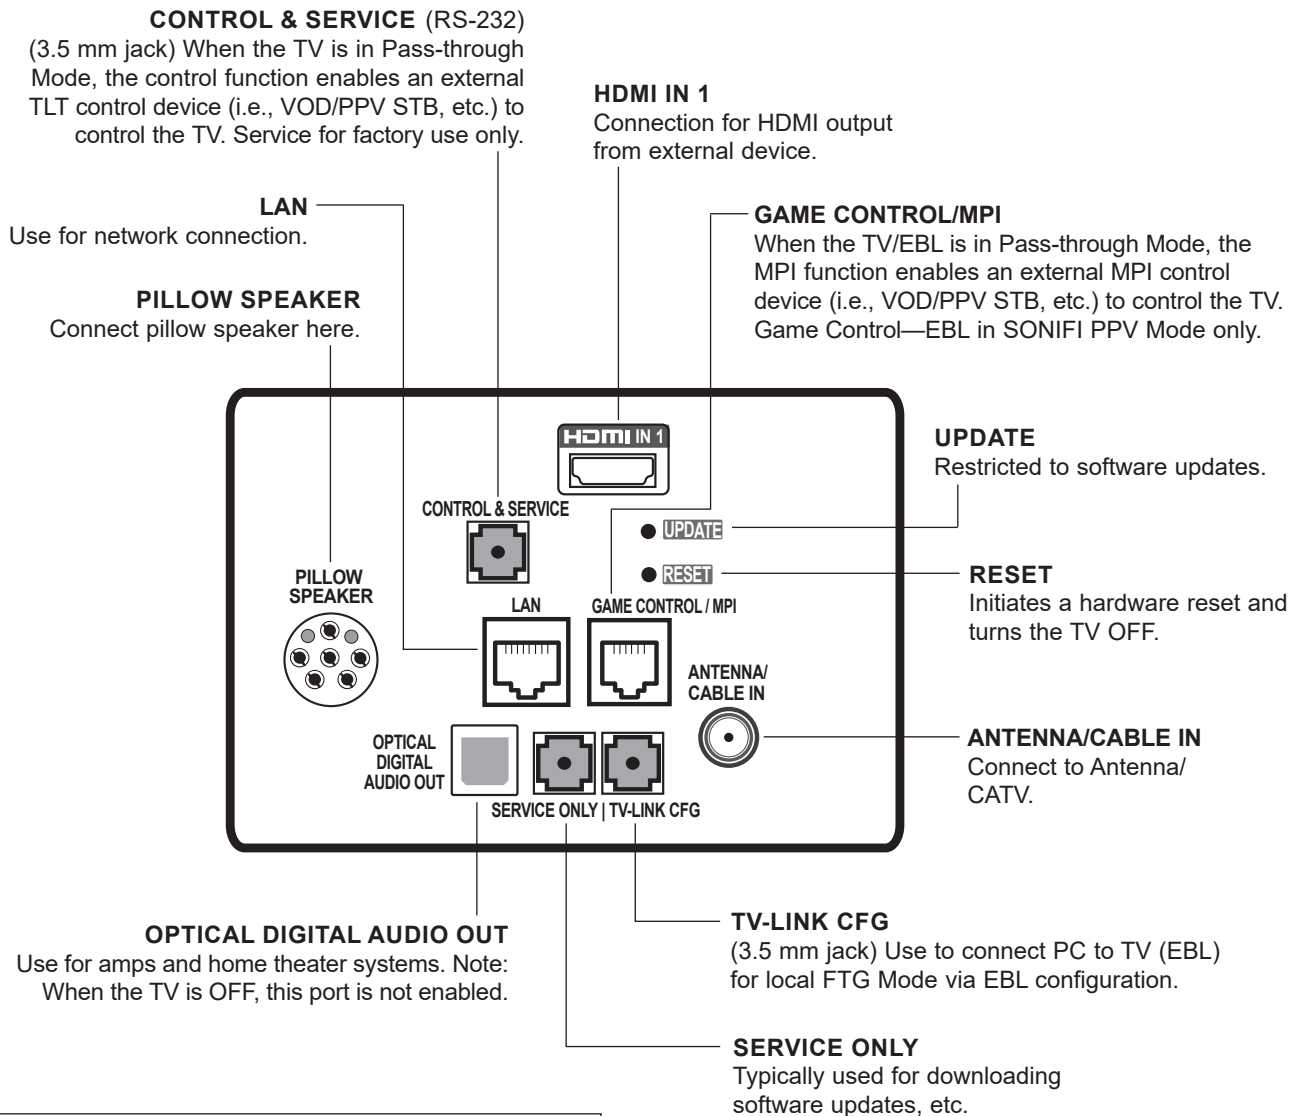 CONTROL & SERVICE (RS-232)
(3.5 mm jack) When the TV is in Pass-through
Mode, the control function enables an external
TLT control device (i.e., VOD/PPV STB, etc.) to
control the TV. Service for factory use only.
HDMI IN 1
Connection for HDMI output
from external device.
LAN
Use for network connection.
GAME CONTROL/MPI
When the TV/EBL is in Pass-through Mode, the
MPI function enables an external MPI control
device (i.e., VOD/PPV STB, etc.) to control the TV.
Game Control—EBL in SONIFI PPV Mode only.
PILLOW SPEAKER
Connect pillow speaker here.
HDMI IN 1
CONTROL & SERVICE
UPDATE
RESET
PILLOW
SPEAKER
LAN
GAME CONTROL / MPI
ANTENNA/
CABLE IN
OPTICAL
DIGITAL
AUDIO OUT
SERVICE ONLY | TV-LINK CFG
UPDATE
Restricted to software updates.
RESET
Initiates a hardware reset and
turns the TV OFF.
ANTENNA/CABLE IN
Connect to Antenna/
CATV.
OPTICAL DIGITAL AUDIO OUT
Use for amps and home theater systems. Note:
When the TV is OFF, this port is not enabled.
TV-LINK CFG
(3.5 mm jack) Use to connect PC to TV (EBL)
for local FTG Mode via EBL configuration.
SERVICE ONLY
Typically used for downloading
software updates, etc.